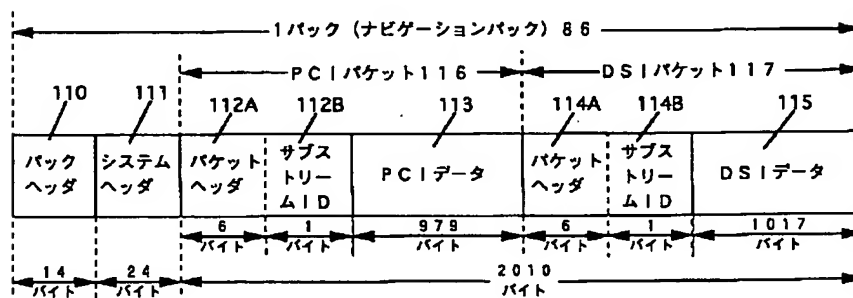 1パック(ナビゲーションパック)86
PCIパケット116
DSIパケット117
110
111
112A
112B
113
114A
114B
115
パック
ヘッダ
システム
ヘッダ
パケット
ヘッダ
サブス
トリー
ムID
PCIデータ
パケット
ヘッダ
サブス
トリー
ムID
DSIデータ
6
バイト
1
バイト
979
バイト
6
バイト
1
バイト
1017
バイト
14
バイト
24
バイト
2010
バイト